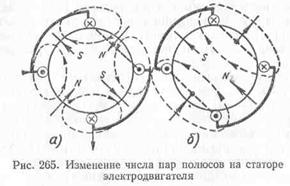 S N
N S
S
N
а) б)
Рис. 265. Изменение числа пар полюсов на статоре
электродвигателя